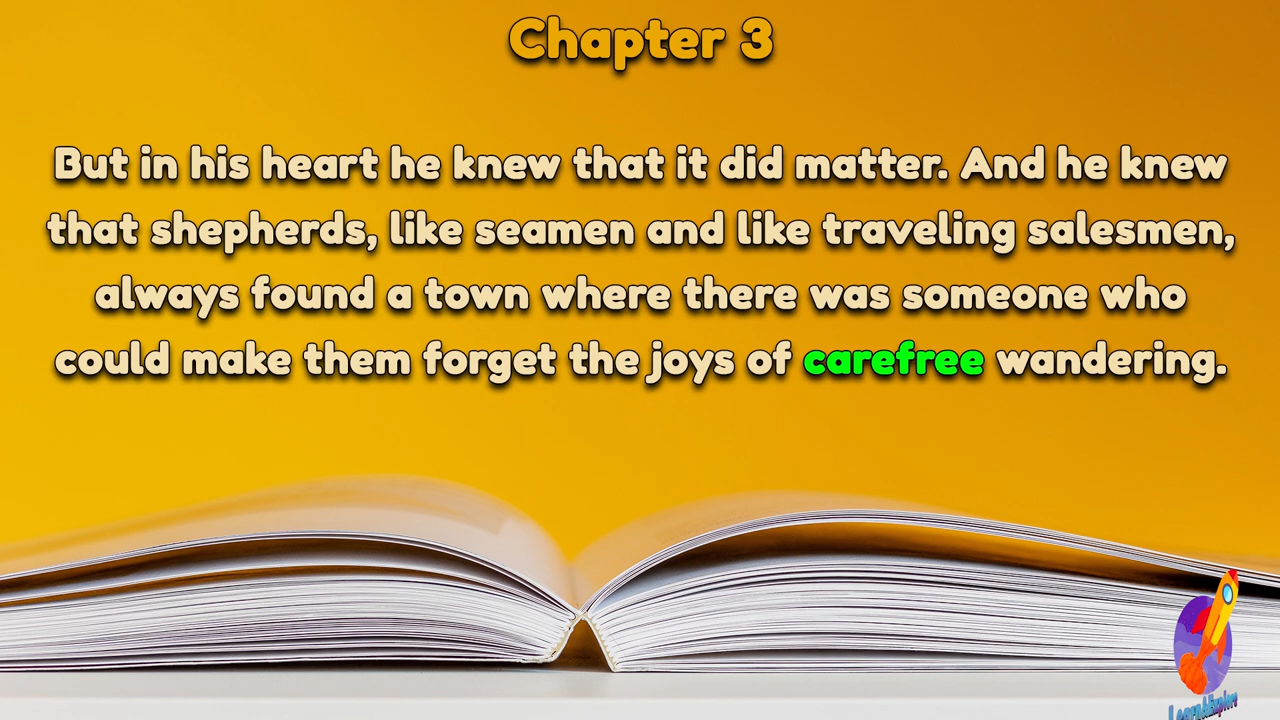 Chapter 3
But in his heart he knew that it did matter. And he knew
that shepherds, like seamen and like traveling salesmen,
always found a town where there was someone who
could make them forget the joys of carefree wandering.